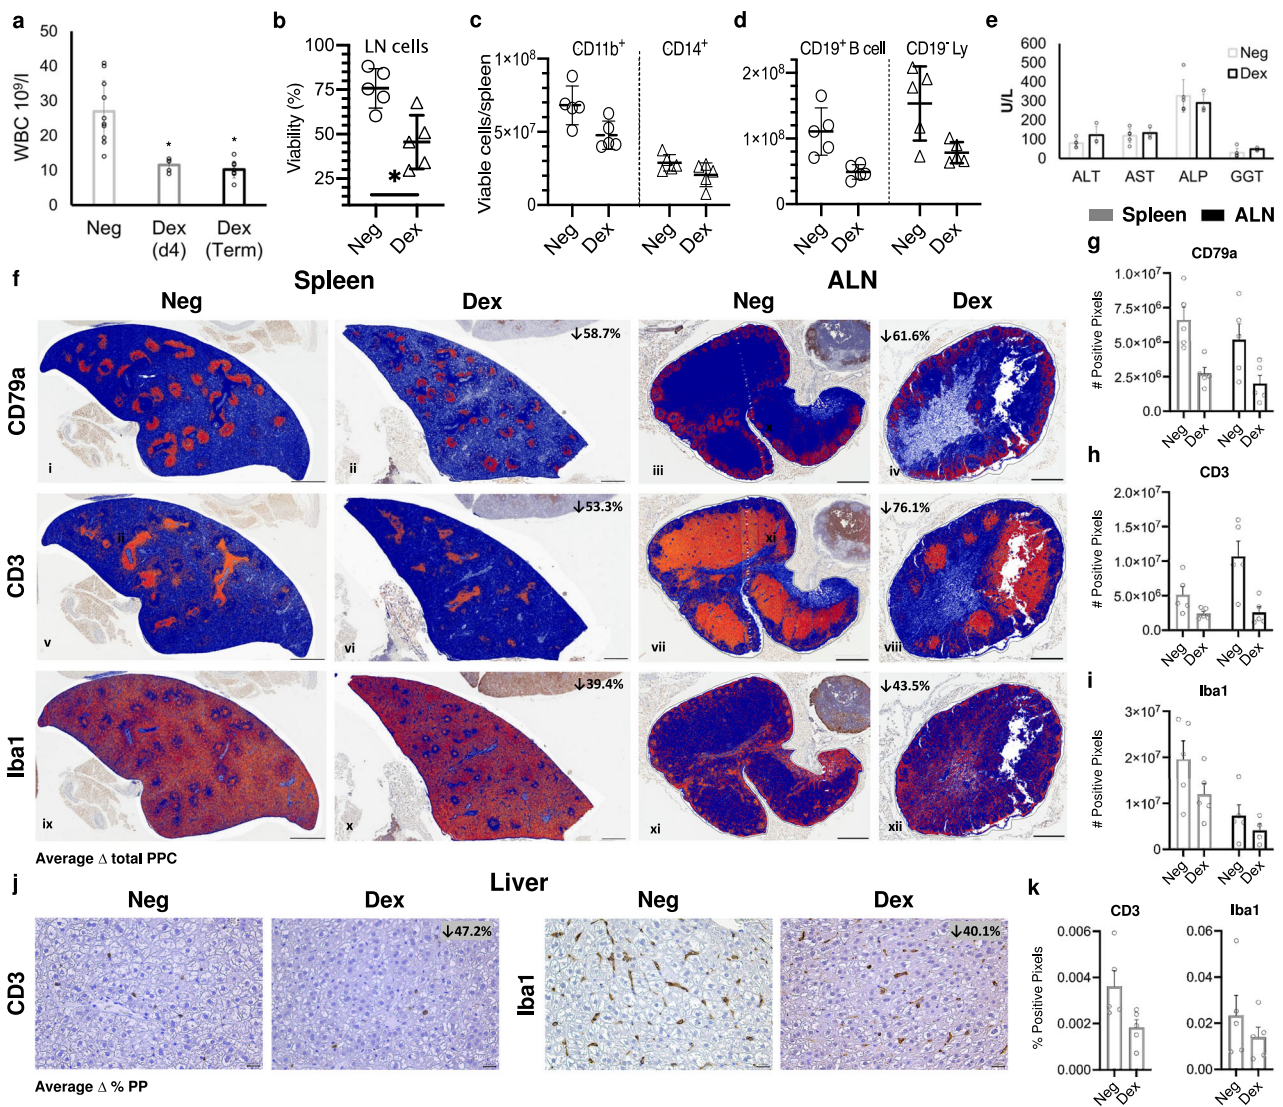 a
WBC 10⁹/l
50
40
30
20
10
0
*
*
Neg
Dex
(d4)
Dex
(Term)
b
LN cells
Viability (%)
100
75
50
25
*
Neg
Dex
c
CD11b⁺
CD14⁺
Viable cells/spleen
1×10⁸
5×10⁷
0
Neg
Dex
Neg
Dex
d
CD19⁺ B cell
CD19⁻ Ly
2×10⁸
1×10⁸
0
Neg
Dex
Neg
Dex
e
U/L
600
500
400
300
200
100
0
Neg
Dex
ALT
AST
ALP
GGT
Spleen
ALN
f
Spleen
ALN
Neg
Dex
Neg
Dex
CD79a
i
ii
↓58.7%
iii
x
iv
↓61.6%
CD3
v
ii
vi
↓53.3%
vii
xi
viii
↓76.1%
Iba1
ix
x
↓39.4%
xi
xii
↓43.5%
Average Δ total PPC
g
CD79a
# Positive Pixels
1.0×10⁷
7.5×10⁶
5.0×10⁶
2.5×10⁶
0.0
Neg
Dex
Neg
Dex
h
CD3
# Positive Pixels
2.0×10⁷
1.5×10⁷
1.0×10⁷
5.0×10⁶
0.0
Neg
Dex
Neg
Dex
i
Iba1
# Positive Pixels
3×10⁷
2×10⁷
1×10⁷
0
Neg
Dex
Neg
Dex
j
Liver
Neg
Dex
Neg
Dex
CD3
↓47.2%
Iba1
↓40.1%
Average Δ % PP
k
CD3
Iba1
% Positive Pixels
0.006
0.004
0.002
0.000
Neg
Dex
0.06
0.04
0.02
0.00
Neg
Dex